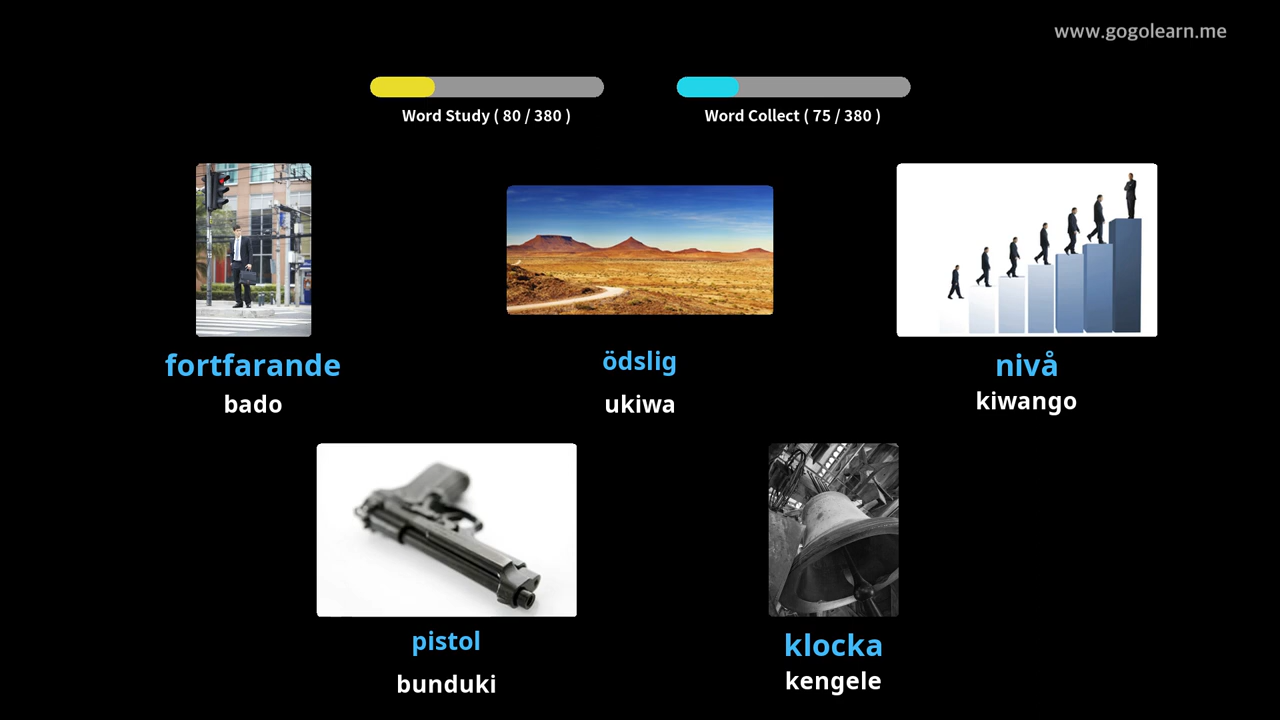 www.gogolearn.me
Word Study ( 80 / 380 )
Word Collect ( 75 / 380 )
fortfarande
bado
ödslig
ukiwa
nivå
kiwango
pistol
bunduki
klocka
kengele